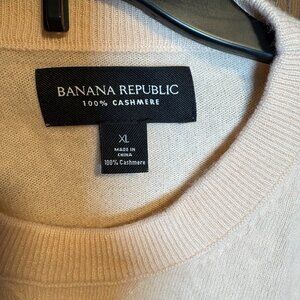 BANANA REPUBLIC
100% CASHMERE
XL
MADE IN
CHINA
100% Cashmere